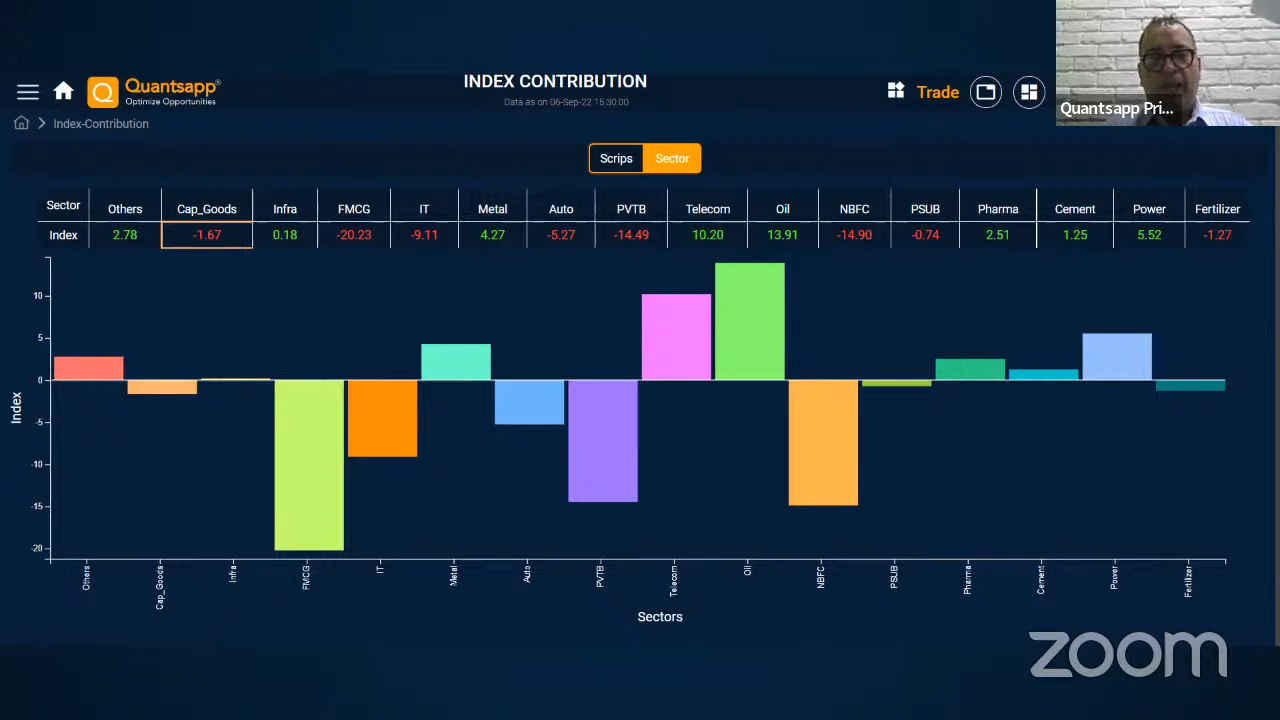 Quantsapp®
Optimize Opportunities
INDEX CONTRIBUTION
Data as on 06-Sep-22 15:30:00
Trade
Quantsapp Pri...
Index-Contribution
Scrips Sector
Sector Others Cap_Goods Infra FMCG IT Metal Auto PVTB Telecom Oil NBFC PSUB Pharma Cement Power Fertilizer
Index 2.78 -1.67 0.18 -20.23 -9.11 4.27 -5.27 -14.49 10.20 13.91 -14.90 -0.74 2.51 1.25 5.52 -1.27
10
5
0
-5
-10
-15
-20
Index
Others Cap_Goods Infra FMCG IT Metal Auto PVTB Telecom Oil NBFC PSUB Pharma Cement Power Fertilizer
Sectors
zoom